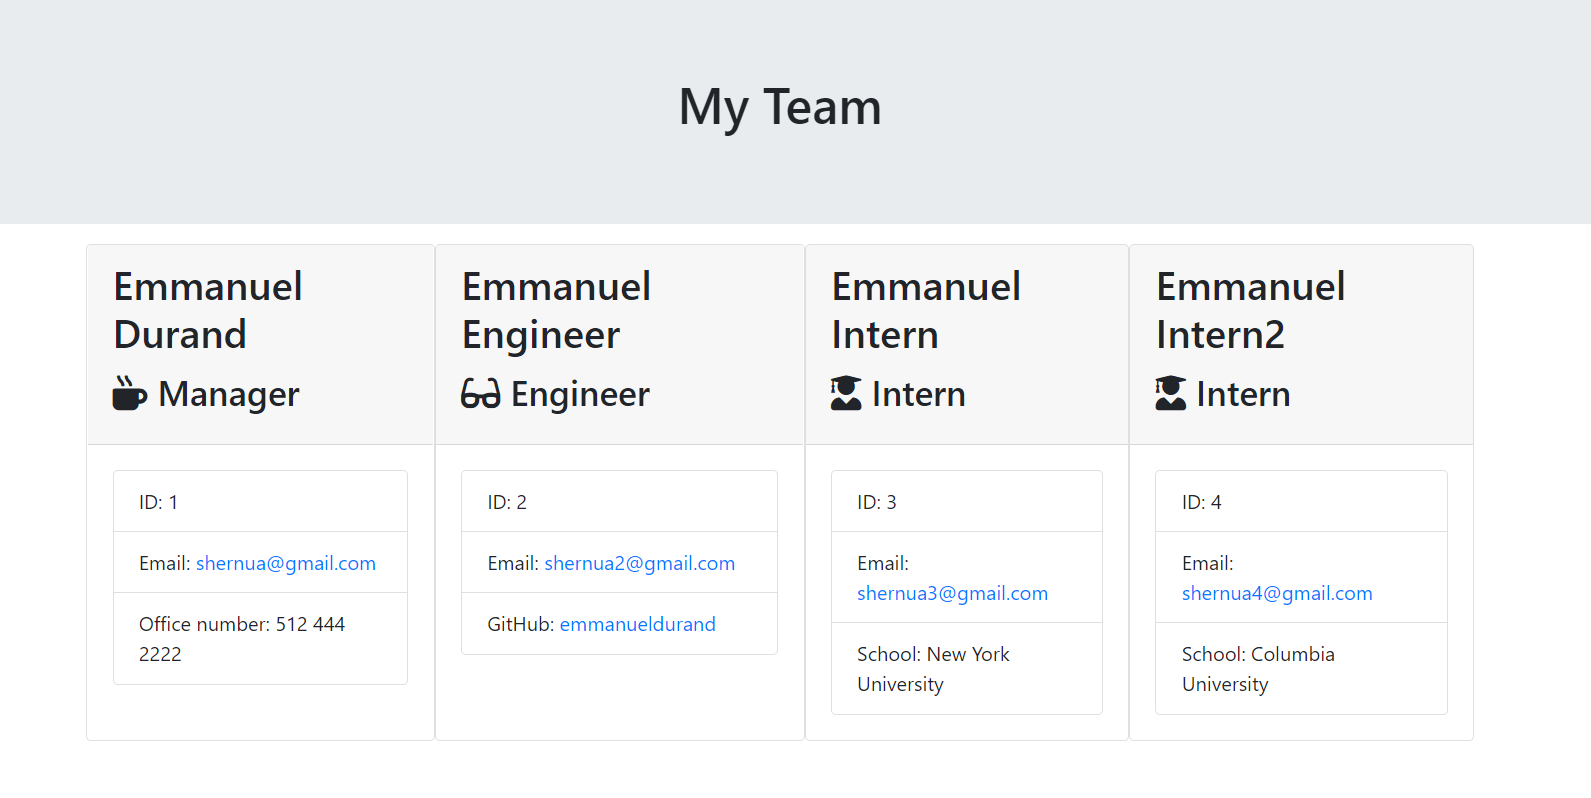 My Team
Emmanuel
Durand
Manager
ID: 1
Email: shernua@gmail.com
Office number: 512 444
2222
Emmanuel
Engineer
Engineer
ID: 2
Email: shernua2@gmail.com
GitHub: emmanueldurand
Emmanuel
Intern
Intern
ID: 3
Email:
shernua3@gmail.com
School: New York
University
Emmanuel
Intern2
Intern
ID: 4
Email:
shernua4@gmail.com
School: Columbia
University